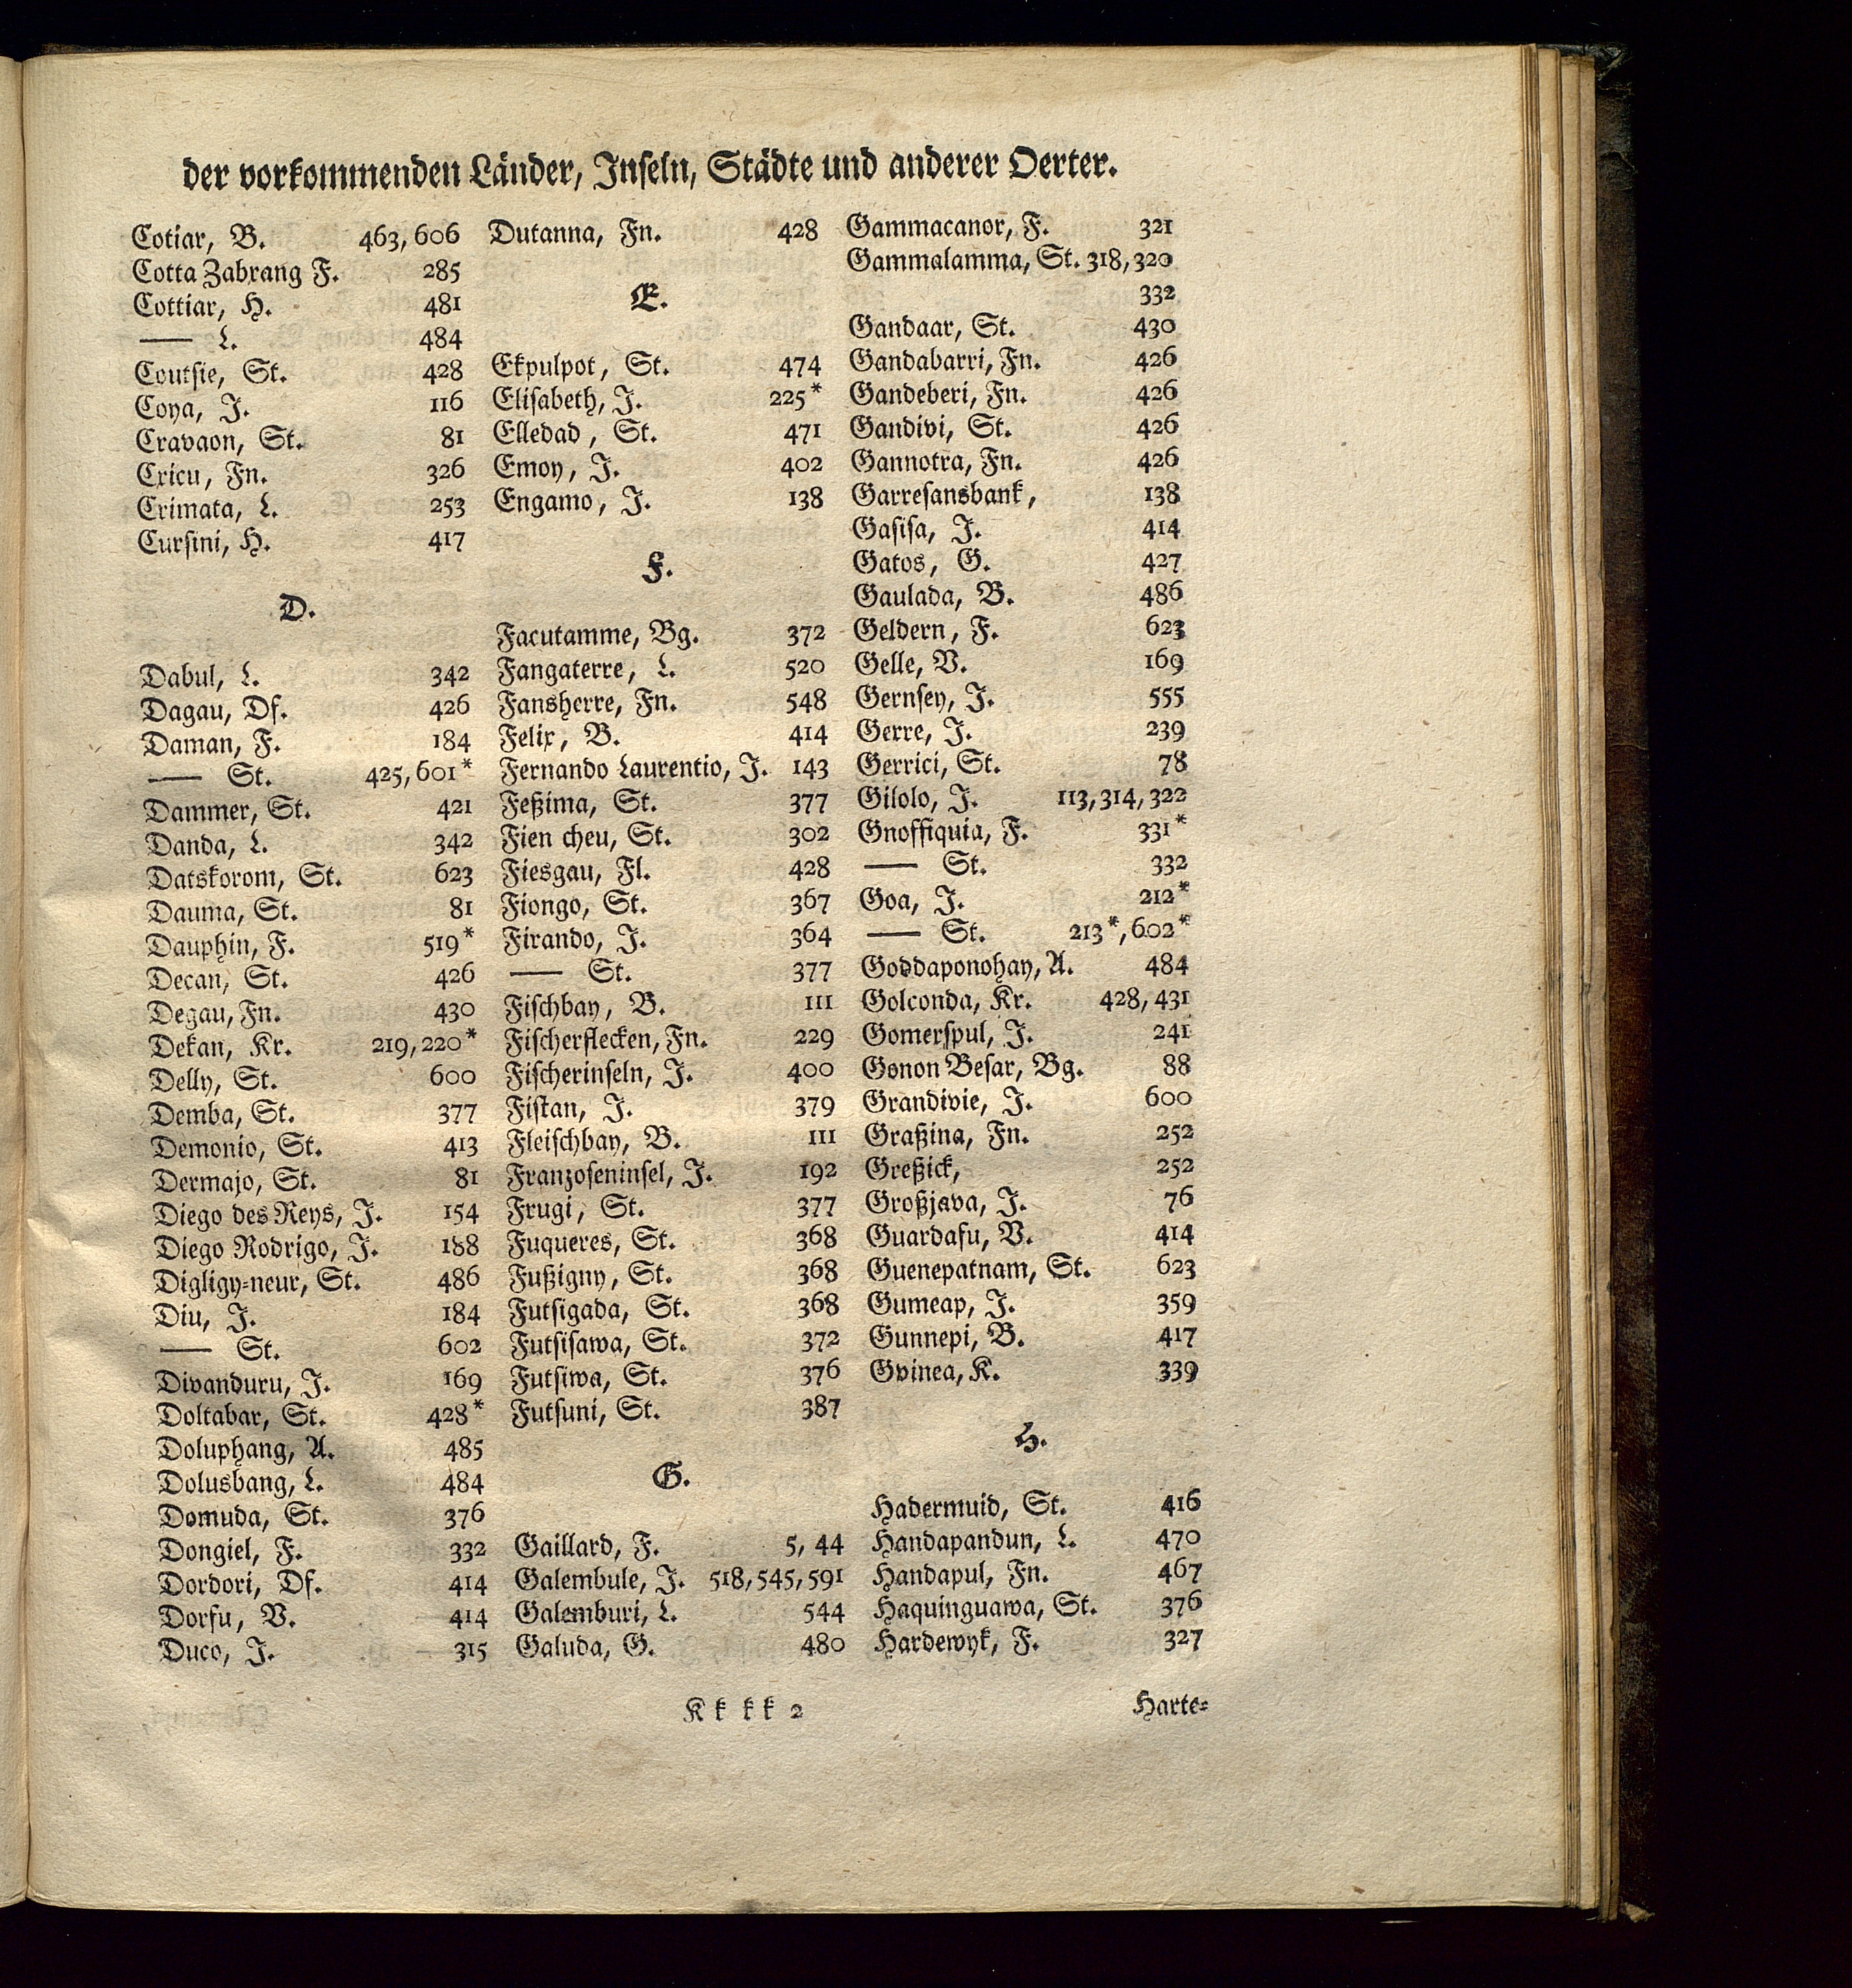 der vorkommenden Länder, Inseln, Städte und anderer Oerter.
Cotiar, B. 463, 606
Cotta Zabrang F. 285
Cottiar, H. 481
—— L. 484
Coutsie, St. 428
Coya, J. 116
Cravaon, St. 81
Cricu, Fn. 326
Crimata, L. 253
Cursini, H. 417
D.
Dabul, L. 342
Dagau, Df. 426
Daman, F. 184
—— St. 425, 601*
Dammer, St. 421
Danda, L. 342
Datskorom, St. 623
Dauma, St. 81
Dauphin, F. 519*
Decan, St. 426
Degau, Fn. 430
Dekan, Kr. 219, 220*
Delly, St. 600
Demba, St. 377
Demonio, St. 413
Dermajo, St. 81
Diego des Reys, J. 154
Diego Rodrigo, J. 188
Digligy=neur, St. 486
Diu, J. 184
—— St. 602
Divanduru, J. 169
Doltabar, St. 428*
Doluphang, A. 485
Dolusbang, L. 484
Domuda, St. 376
Dongiel, F. 332
Dordori, Df. 414
Dorfu, V. 414
Duco, J. 315
Dutanna, Fn. 428
E.
Ekpulpot, St. 474
Elisabeth, J. 225*
Elledad, St. 471
Emoy, J. 402
Engamo, J. 138
F.
Facutamme, Bg. 372
Fangaterre, L. 520
Fansherre, Fn. 548
Felix, B. 414
Fernando Laurentio, J. 143
Feßima, St. 377
Fien cheu, St. 302
Fiesgau, Fl. 428
Fiongo, St. 367
Firando, J. 364
—— St. 377
Fischbay, B. 111
Fischerflecken, Fn. 229
Fischerinseln, J. 400
Fistan, J. 379
Fleischbay, B. 111
Franzoseninsel, J. 192
Frugi, St. 377
Fuqueres, St. 368
Fußigny, St. 368
Futsigada, St. 368
Futsisawa, St. 372
Futsiwa, St. 376
Futsuni, St. 387
G.
Gaillard, F. 5, 44
Galembule, J. 518, 545, 591
Galemburi, L. 544
Galuda, G. 480
Gammacanor, F. 321
Gammalamma, St. 318, 320
332
Gandaar, St. 430
Gandabarri, Fn. 426
Gandeberi, Fn. 426
Gandivi, St. 426
Gannotra, Fn. 426
Garresansbank, 138
Gasisa, J. 414
Gatos, G. 427
Gaulada, B. 486
Geldern, F. 623
Gelle, V. 169
Gernsey, J. 555
Gerre, J. 239
Gerrici, St. 78
Gilolo, J. 113, 314, 322
Gnoffiquia, F. 331*
—— St. 332
Goa, J. 212*
—— St. 213*, 602*
Goddaponohay, A. 484
Golconda, Kr. 428, 431
Gomerspul, J. 241
Gonon Besar, Bg. 88
Grandivie, J. 600
Graßina, Fn. 252
Greßick, 252
Großjava, J. 76
Guardafu, V. 414
Guenepatnam, St. 623
Gumeap, J. 359
Gunnepi, B. 417
Gvinea, K. 339
H.
Habermuid, St. 416
Handapandun, L. 470
Handapul, Fn. 467
Haquinguawa, St. 376
Hardewyk, F. 327
Kk kk 2
Harte=